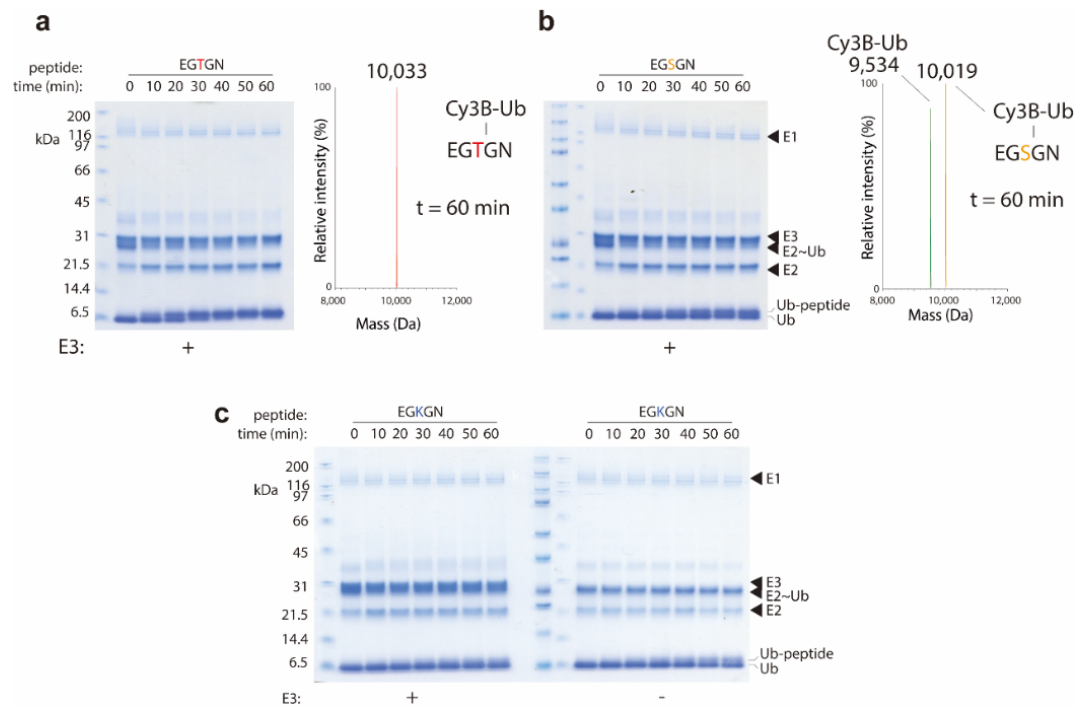 a
peptide:
EGTGN
time (min):
0 10 20 30 40 50 60
kDa
200
116
97
66
45
31
21.5
14.4
6.5
E3:
+
10,033
100
0
Relative intensity (%)
8,000 10,000 12,000
Mass (Da)
Cy3B-Ub
EGTGN
t = 60 min
b
EGSGN
0 10 20 30 40 50 60
E1
E3
E2~Ub
E2
Ub-peptide
Ub
+
Cy3B-Ub
9,534
10,019
100
0
Relative intensity (%)
8,000 10,000 12,000
Mass (Da)
Cy3B-Ub
EGSGN
t = 60 min
c
peptide:
EGKGN
EGKGN
time (min):
0 10 20 30 40 50 60
0 10 20 30 40 50 60
kDa
200
116
97
66
45
31
21.5
14.4
6.5
E1
E3
E2~Ub
E2
Ub-peptide
Ub
E3:
+
-